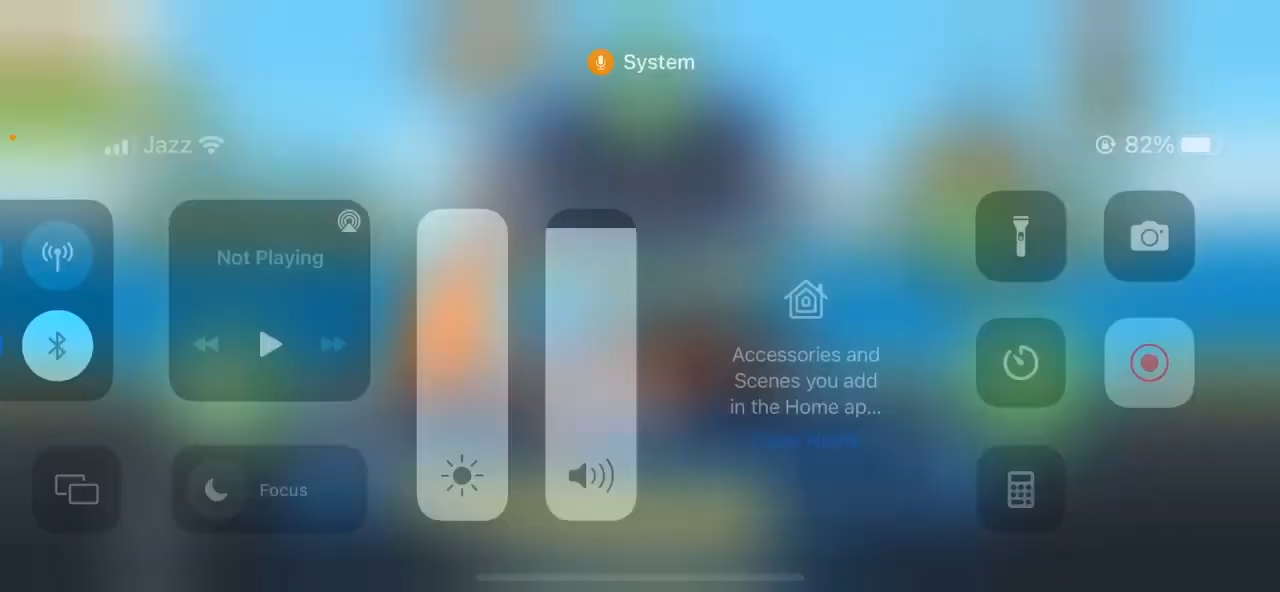 System
Jazz
82%
Not Playing
Accessories and
Scenes you add
in the Home ap...
Focus